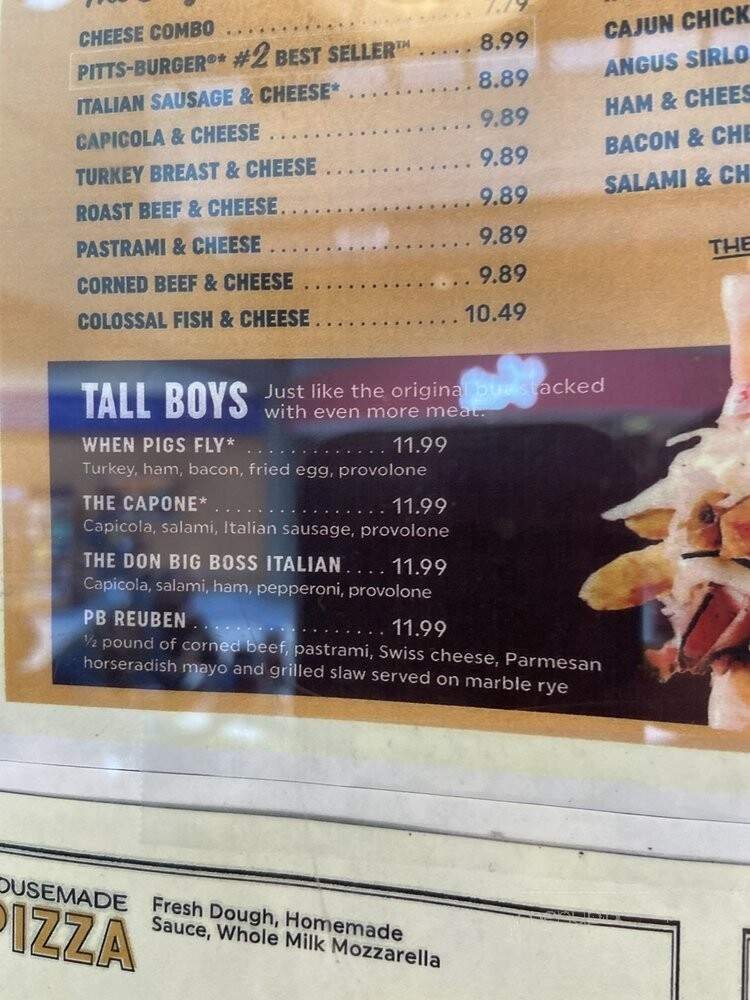 7.79
CHEESE COMBO
PITTS-BURGER®* #2 BEST SELLER™ ..... 8.99
ITALIAN SAUSAGE & CHEESE* ............ 8.89
CAPICOLA & CHEESE ..................... 9.89
TURKEY BREAST & CHEESE ............... 9.89
ROAST BEEF & CHEESE.................... 9.89
PASTRAMI & CHEESE ..................... 9.89
CORNED BEEF & CHEESE ................. 9.89
COLOSSAL FISH & CHEESE............... 10.49
CAJUN CHICK
ANGUS SIRLO
HAM & CHEES
BACON & CHE
SALAMI & CH
THE
TALL BOYS Just like the original but stacked
with even more meat.
WHEN PIGS FLY* ............. 11.99
Turkey, ham, bacon, fried egg, provolone
THE CAPONE* ................ 11.99
Capicola, salami, Italian sausage, provolone
THE DON BIG BOSS ITALIAN .... 11.99
Capicola, salami, ham, pepperoni, provolone
PB REUBEN ................... 11.99
½ pound of corned beef, pastrami, Swiss cheese, Parmesan
horseradish mayo and grilled slaw served on marble rye
OUSEMADE
PIZZA
Fresh Dough, Homemade
Sauce, Whole Milk Mozzarella